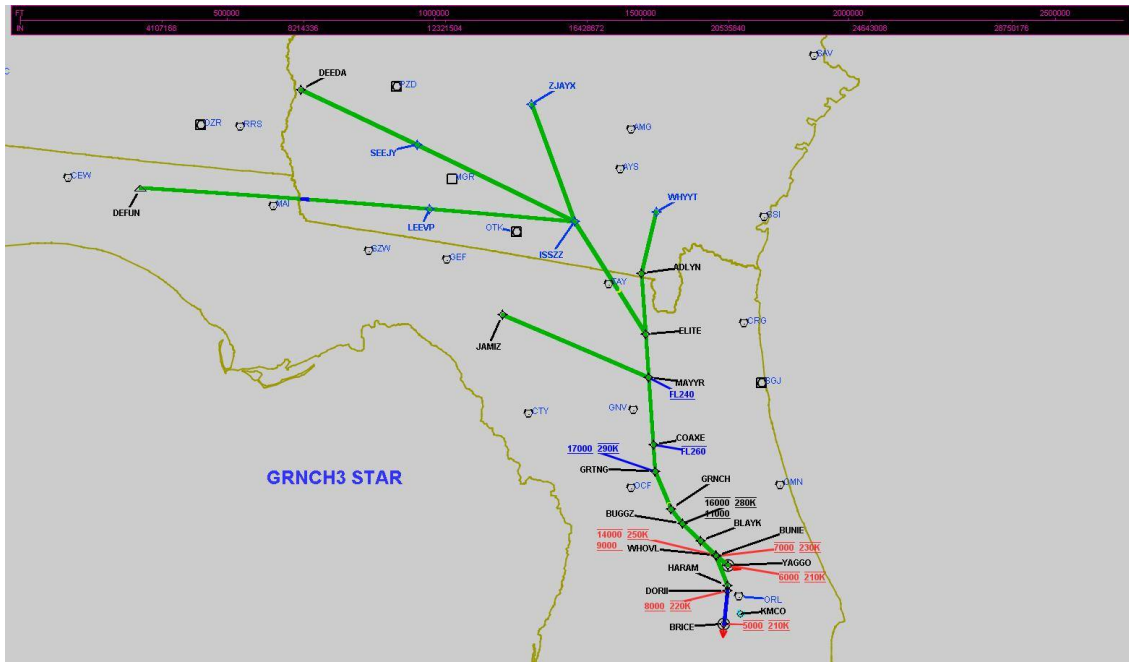 FT 500000 1000000 1500000 2000000 2500000
IN 4107168 8214336 12321504 16428672 20535840 24643008 28750176
SAV
DEEDA
PZD
ZJAYX
OZR
RRS
AMG
SEEJY
CEW
MGR
AYS
DEFUN
MAI
LEEVP
OTK
WHYYT
SSI
SZW
GEF
ISSZZ
ADLYN
TAY
JAMIZ
ELITE
CRG
MAYYR
SGJ
FL240
CTY
GNV
COAXE
17000 290K
FL260
GRTNG
GRNCH3 STAR
GRNCH
OCF
OMN
16000 280K
11000
BUGGZ
BLAYK
BUNIE
14000 250K
9000
WHOVL
7000 230K
YAGGO
HARAM
6000 210K
DORII
ORL
8000 220K
KMCO
BRICE
5000 210K